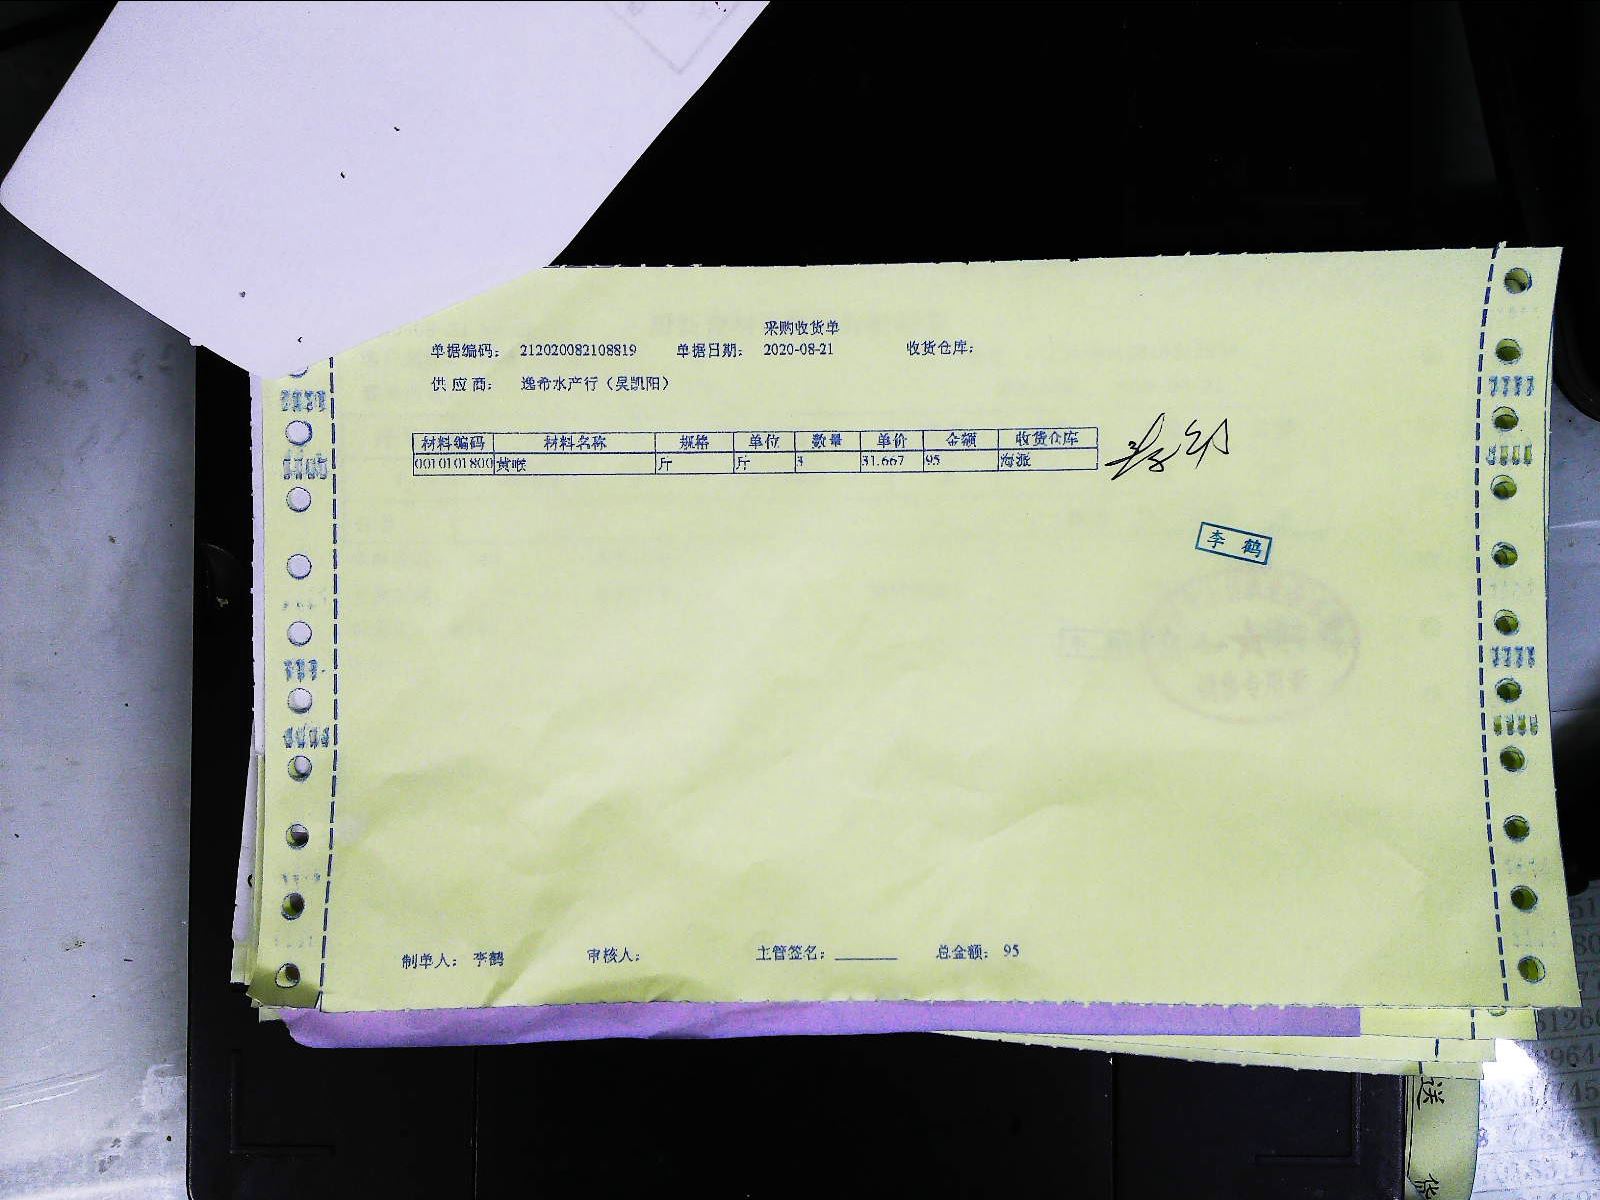 采购收货单
单据编码: 212020082108819 单据日期: 2020-08-21 收货仓库:
供应商: 逸希水产行(吴凯阳)
材料编码 材料名称 规格 单位 数量 单价 金额 收货仓库
0010101800 黄喉 斤 斤 3 31.667 95 海派
李鹤
制单人: 李鹤 审核人: 主管签名: ______ 总金额: 95
送
货